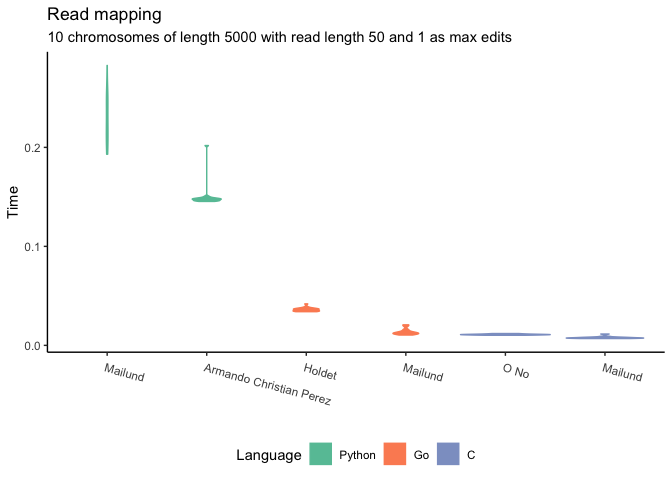 Read mapping
10 chromosomes of length 5000 with read length 50 and 1 as max edits
Time
0.2
0.1
0.0
Mailund
Armando Christian Perez
Holdet
Mailund
O No
Mailund
Language Python Go C